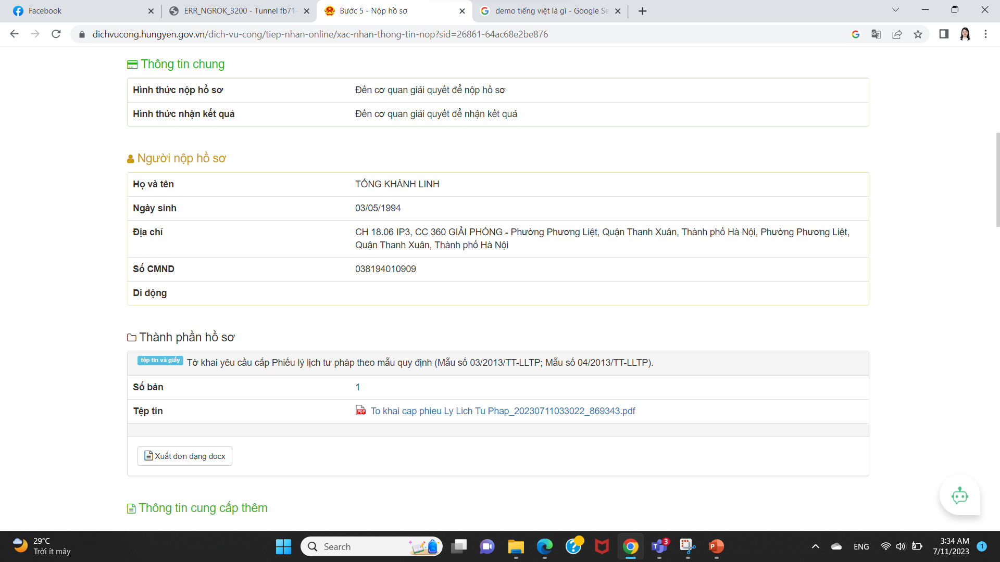 Facebook
ERR_NGROK_3200 - Tunnel fb71-
Bước 5 - Nộp hồ sơ
demo tiếng việt là gì - Google Se
dichvucong.hungyen.gov.vn/dich-vu-cong/tiep-nhan-online/xac-nhan-thong-tin-nop?sid=26861-64ac68e2be876
Thông tin chung
Hình thức nộp hồ sơ Đến cơ quan giải quyết để nộp hồ sơ
Hình thức nhận kết quả Đến cơ quan giải quyết để nhận kết quả
Người nộp hồ sơ
Họ và tên TỐNG KHÁNH LINH
Ngày sinh 03/05/1994
Địa chỉ CH 18.06 IP3, CC 360 GIẢI PHÓNG - Phường Phương Liệt, Quận Thanh Xuân, Thành phố Hà Nội, Phường Phương Liệt,
Quận Thanh Xuân, Thành phố Hà Nội
Số CMND 038194010909
Di động
Thành phần hồ sơ
tệp tin và giấy Tờ khai yêu cầu cấp Phiếu lý lịch tư pháp theo mẫu quy định (Mẫu số 03/2013/TT-LLTP; Mẫu số 04/2013/TT-LLTP).
Số bản 1
Tệp tin PDF To khai cap phieu Ly Lich Tu Phap_20230711033022_869343.pdf
Xuất đơn dạng docx
Thông tin cung cấp thêm
29°C
Trời ít mây
Search
3
ENG
3:34 AM
7/11/2023
1